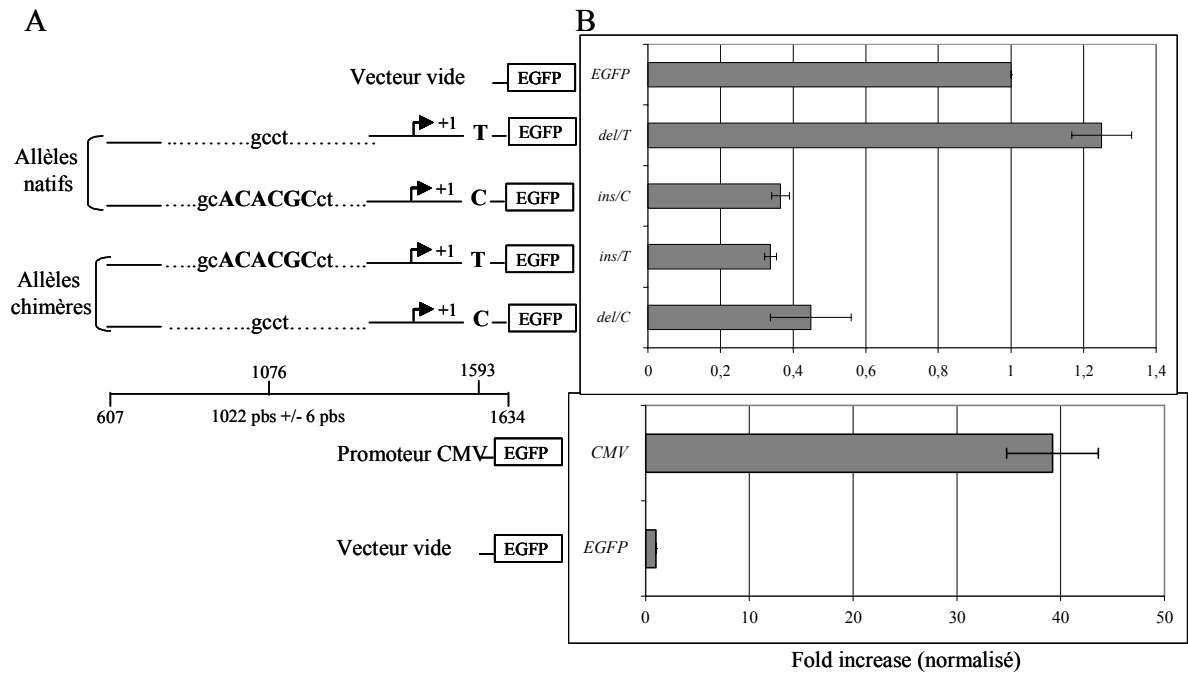 A
B
Vecteur vide
EGFP
EGFP
Allèles
natifs
gcct
+1
T
EGFP
del/T
gcACACGCct
+1
C
EGFP
ins/C
Allèles
chimères
gcACACGCct
+1
T
EGFP
ins/T
gcct
+1
C
EGFP
del/C
0
0,2
0,4
0,6
0,8
1
1,2
1,4
1076
1593
607
1022 pbs +/- 6 pbs
1634
Promoteur CMV
EGFP
CMV
Vecteur vide
EGFP
EGFP
0
10
20
30
40
50
Fold increase (normalisé)